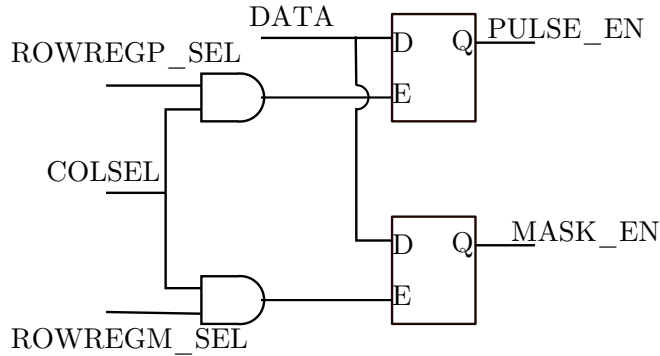 DATA
D Q PULSE_EN
ROWREGP_SEL
E
COLSEL
D Q MASK_EN
E
ROWREGM_SEL